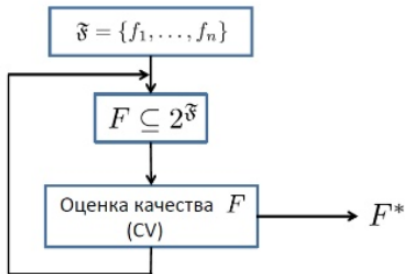 𝔉 = {f₁, . . . , fₙ}
F ⊆ 2^𝔉
Оценка качества F
(CV)
F*